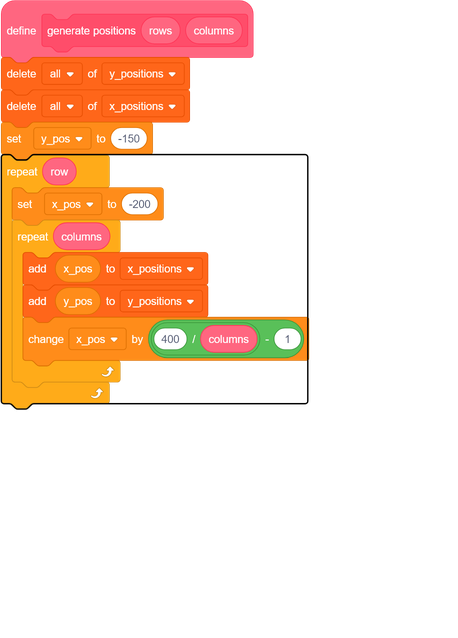 define generate positions rows columns
delete all of y_positions
delete all of x_positions
set y_pos to -150
repeat row
set x_pos to -200
repeat columns
add x_pos to x_positions
add y_pos to y_positions
change x_pos by 400 / columns - 1